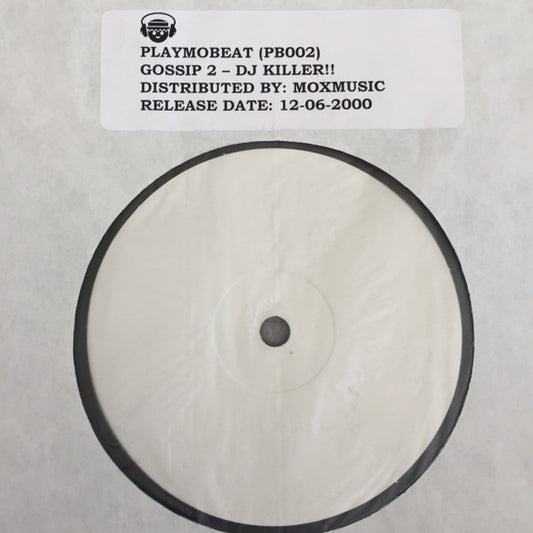 PLAYMOBEAT (PB002)
GOSSIP 2 – DJ KILLER!!
DISTRIBUTED BY: MOXMUSIC
RELEASE DATE: 12-06-2000